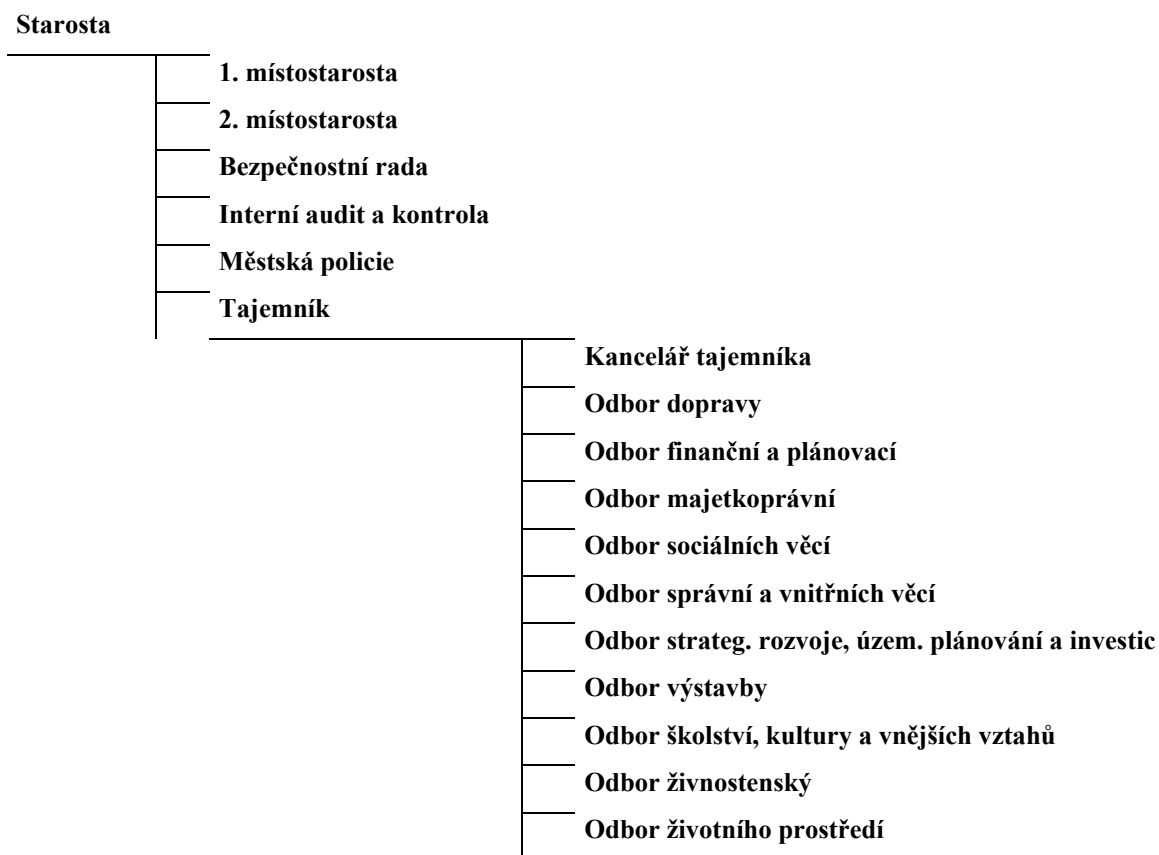 Starosta
1. místostarosta
2. místostarosta
Bezpečnostní rada
Interní audit a kontrola
Městská policie
Tajemník
Kancelář tajemníka
Odbor dopravy
Odbor finanční a plánovací
Odbor majetkoprávní
Odbor sociálních věcí
Odbor správní a vnitřních věcí
Odbor strateg. rozvoje, územ. plánování a investic
Odbor výstavby
Odbor školství, kultury a vnějších vztahů
Odbor živnostenský
Odbor životního prostředí